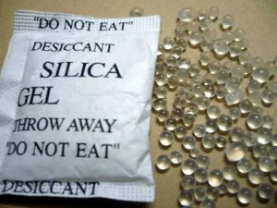 "DO NOT EAT"
DESICCANT
SILICA
GEL
THROW AWAY
"DO NOT EAT"
DESICCANT